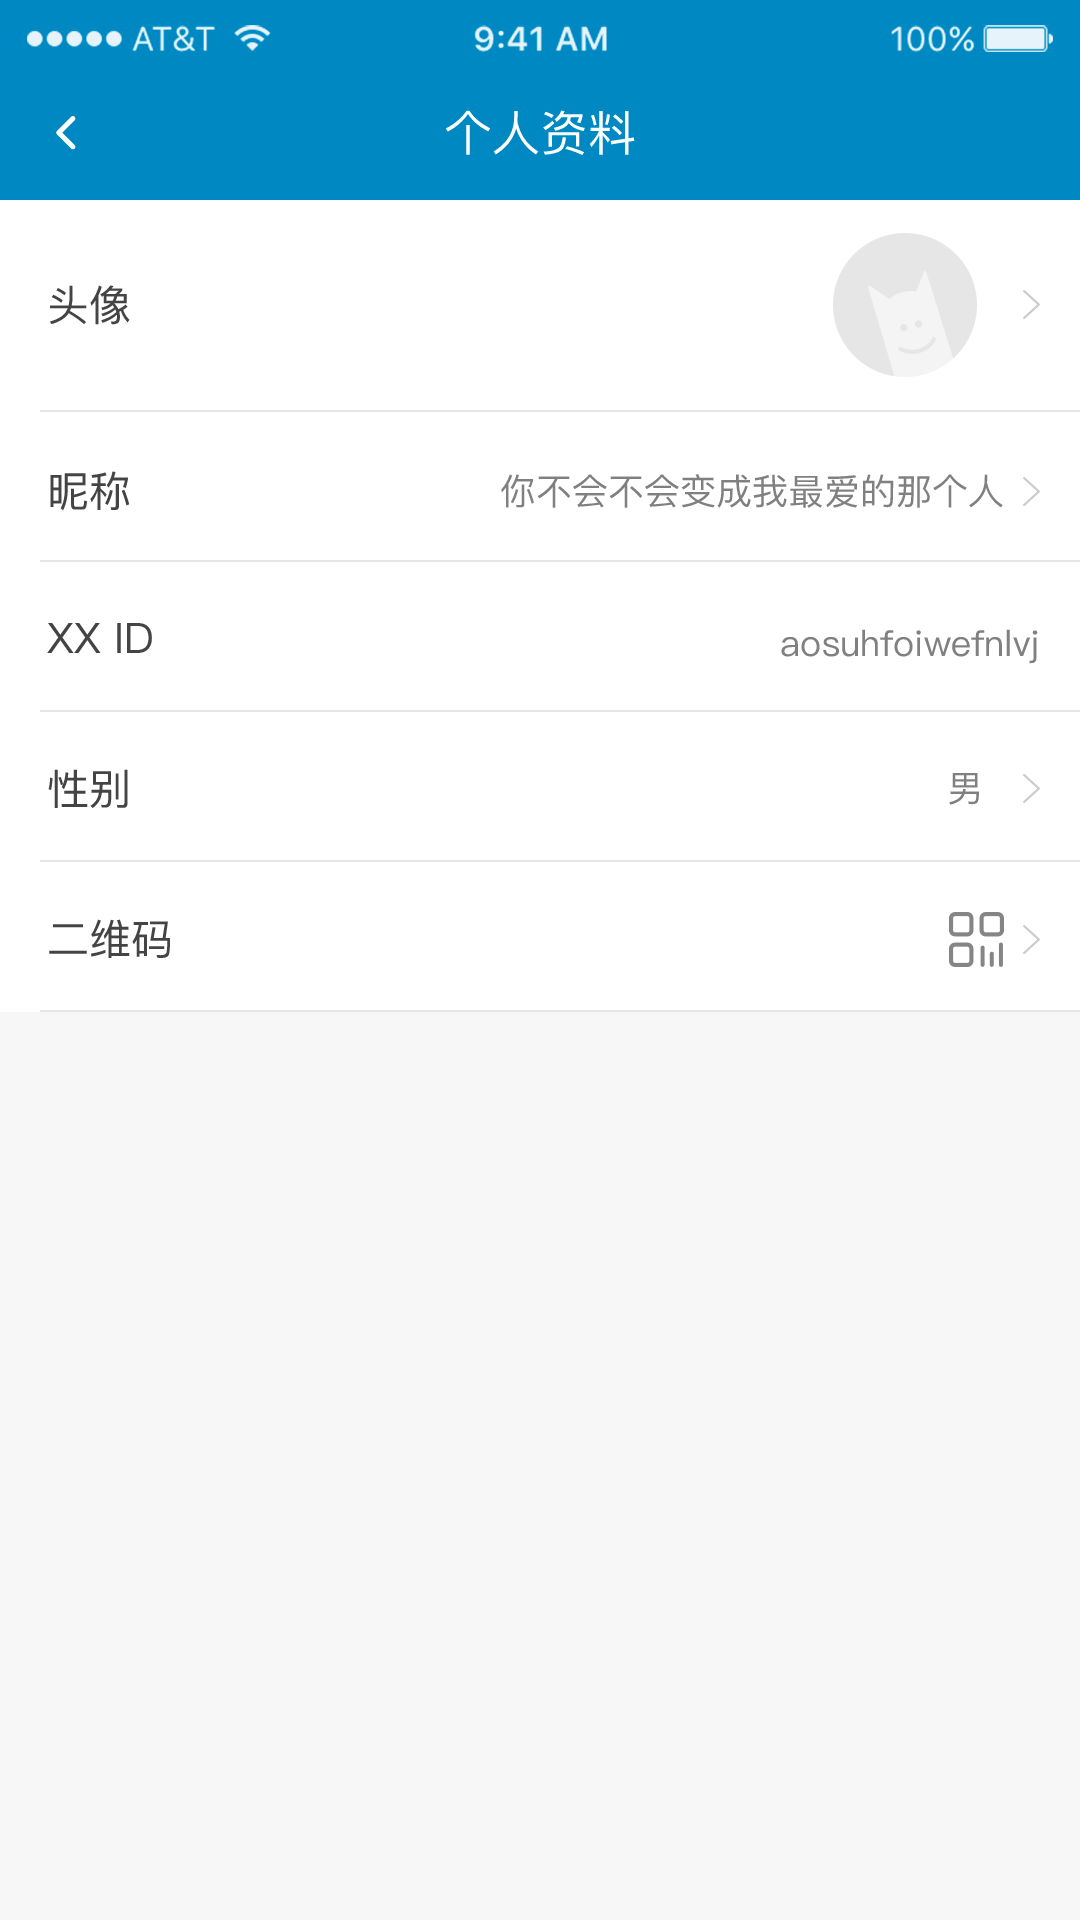 AT&T 9:41 AM 100%
个人资料
头像
昵称 你不会不会变成我最爱的那个人
XX ID aosuhfoiwefnlvj
性别 男
二维码